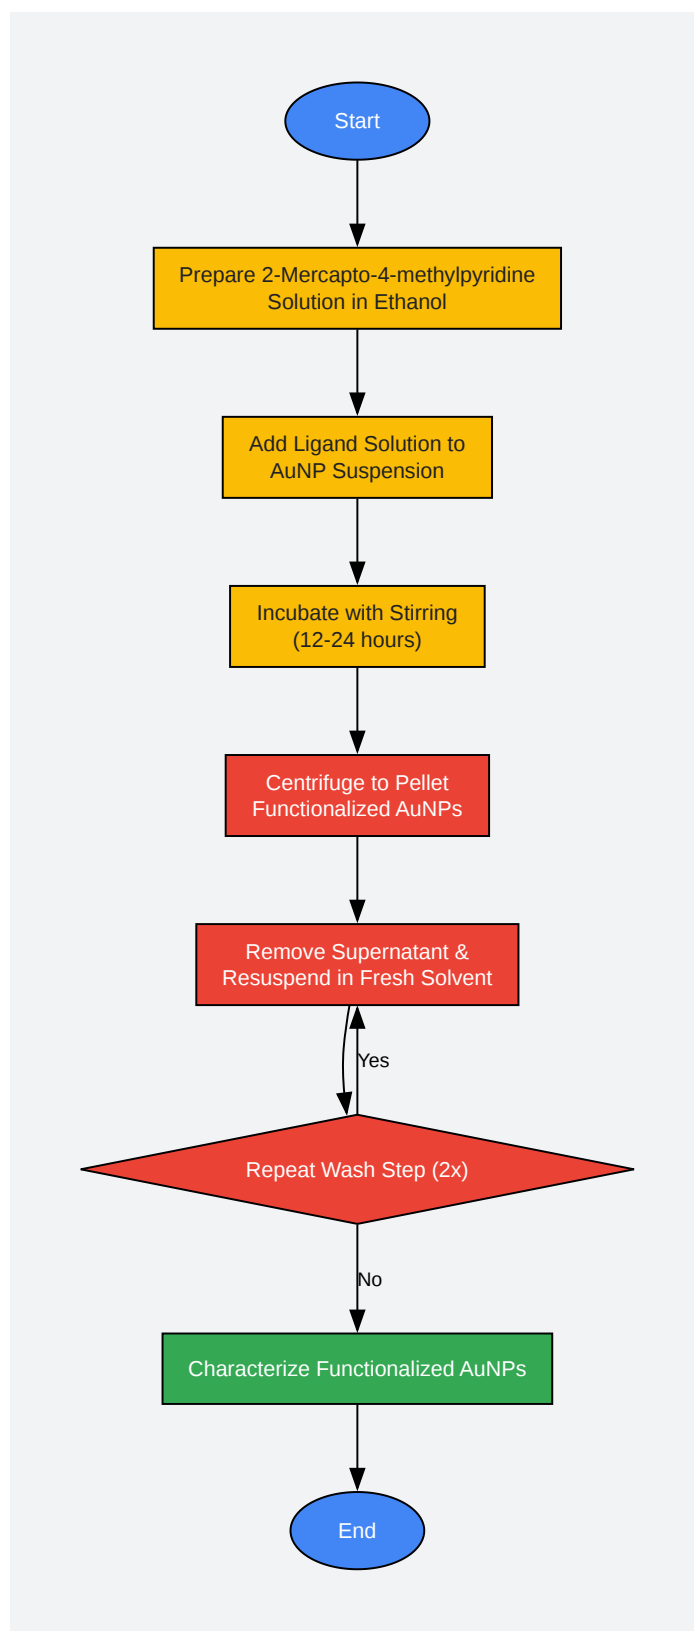 Start
Prepare 2-Mercapto-4-methylpyridine
Solution in Ethanol
Add Ligand Solution to
AuNP Suspension
Incubate with Stirring
(12-24 hours)
Centrifuge to Pellet
Functionalized AuNPs
Remove Supernatant &
Resuspend in Fresh Solvent
Yes
Repeat Wash Step (2x)
No
Characterize Functionalized AuNPs
End